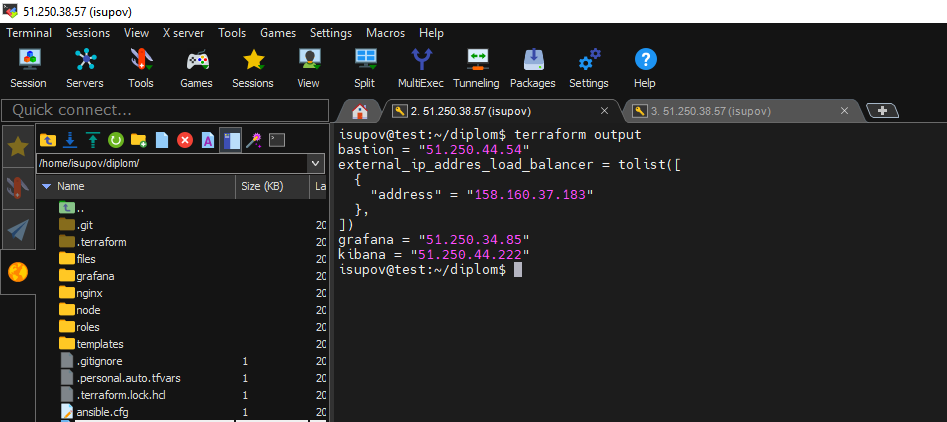 51.250.38.57 (isupov)
Terminal Sessions View X server Tools Games Settings Macros Help
Session Servers Tools Games Sessions View Split MultiExec Tunneling Packages Settings Help
Quick connect...
2. 51.250.38.57 (isupov)
3. 51.250.38.57 (isupov)
/home/isupov/diplom/
Name Size (KB) La
..
.git 20
.terraform 20
files 20
grafana 20
nginx 20
node 20
roles 20
templates 20
.gitignore 1 20
.personal.auto.tfvars 1 20
.terraform.lock.hcl 1 20
ansible.cfg 1 20
isupov@test:~/diplom$ terraform output
bastion = "51.250.44.54"
external_ip_addres_load_balancer = tolist([
  {
    "address" = "158.160.37.183"
  },
])
grafana = "51.250.34.85"
kibana = "51.250.44.222"
isupov@test:~/diplom$